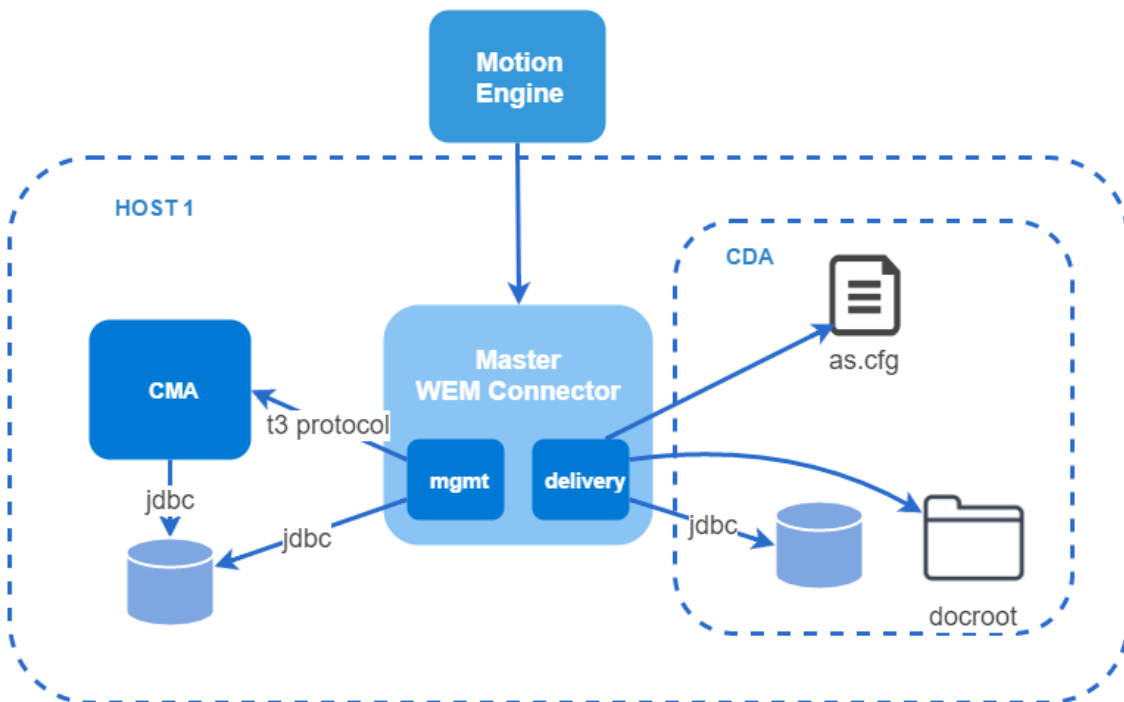 Motion
Engine
HOST 1
CDA
as.cfg
Master
WEM Connector
CMA
t3 protocol
mgmt
delivery
jdbc
jdbc
jdbc
docroot